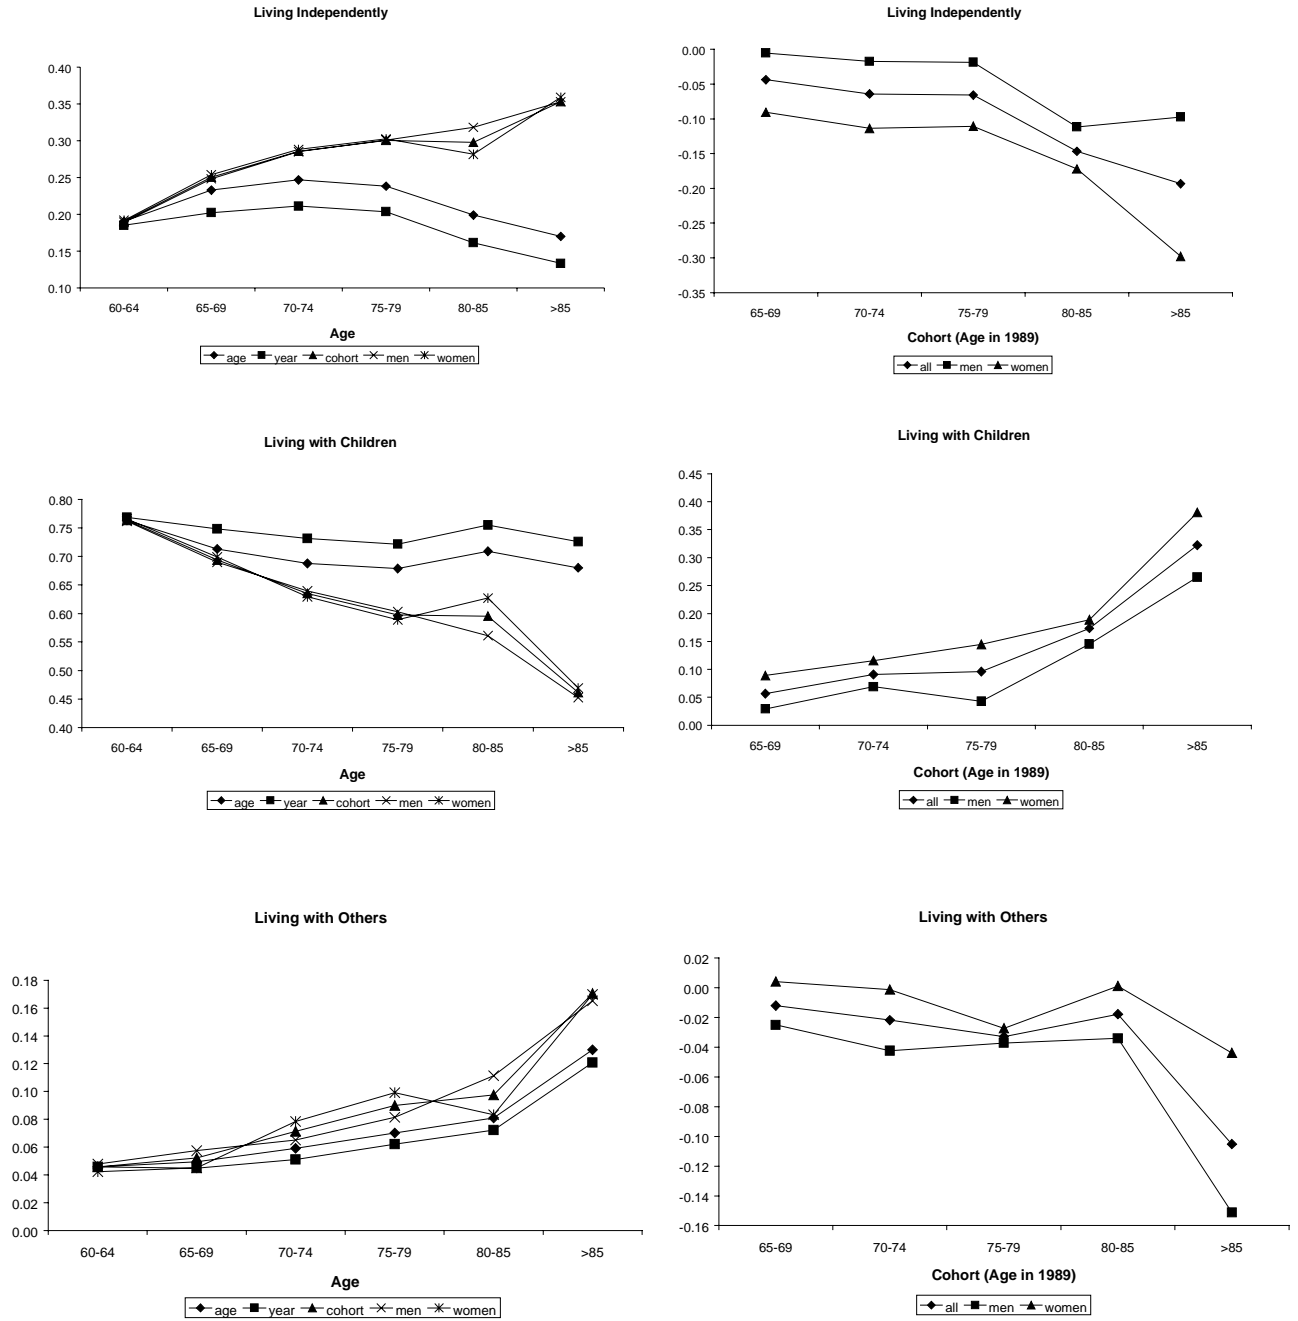 Living Independently
0.40
0.35
0.30
0.25
0.20
0.15
0.10
60-64 65-69 70-74 75-79 80-85 >85
Age
age year cohort men women
Living Independently
0.00
-0.05
-0.10
-0.15
-0.20
-0.25
-0.30
-0.35
65-69 70-74 75-79 80-85 >85
Cohort (Age in 1989)
all men women
Living with Children
0.80
0.75
0.70
0.65
0.60
0.55
0.50
0.45
0.40
60-64 65-69 70-74 75-79 80-85 >85
Age
age year cohort men women
Living with Children
0.45
0.40
0.35
0.30
0.25
0.20
0.15
0.10
0.05
0.00
65-69 70-74 75-79 80-85 >85
Cohort (Age in 1989)
all men women
Living with Others
0.18
0.16
0.14
0.12
0.10
0.08
0.06
0.04
0.02
0.00
60-64 65-69 70-74 75-79 80-85 >85
Age
age year cohort men women
Living with Others
0.02
0.00
-0.02
-0.04
-0.06
-0.08
-0.10
-0.12
-0.14
-0.16
65-69 70-74 75-79 80-85 >85
Cohort (Age in 1989)
all men women